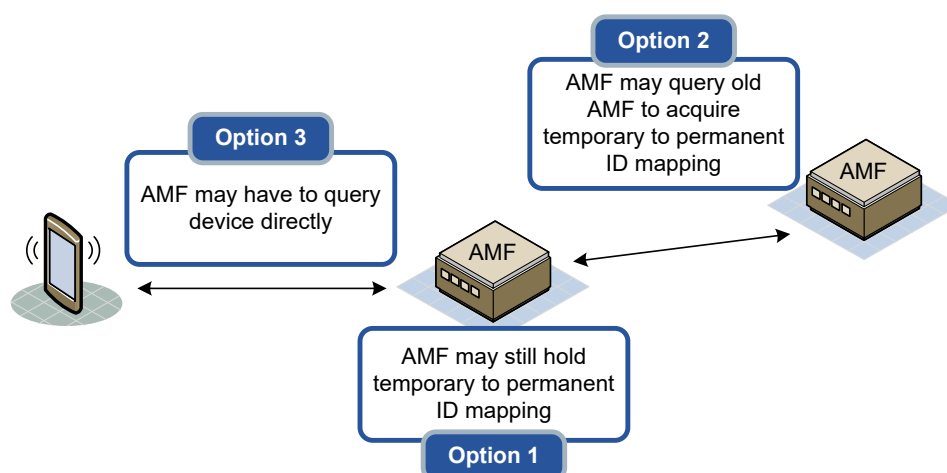 Option 2
AMF may query old
AMF to acquire
temporary to permanent
ID mapping
AMF
Option 3
AMF may have to query
device directly
AMF
AMF may still hold
temporary to permanent
ID mapping
Option 1